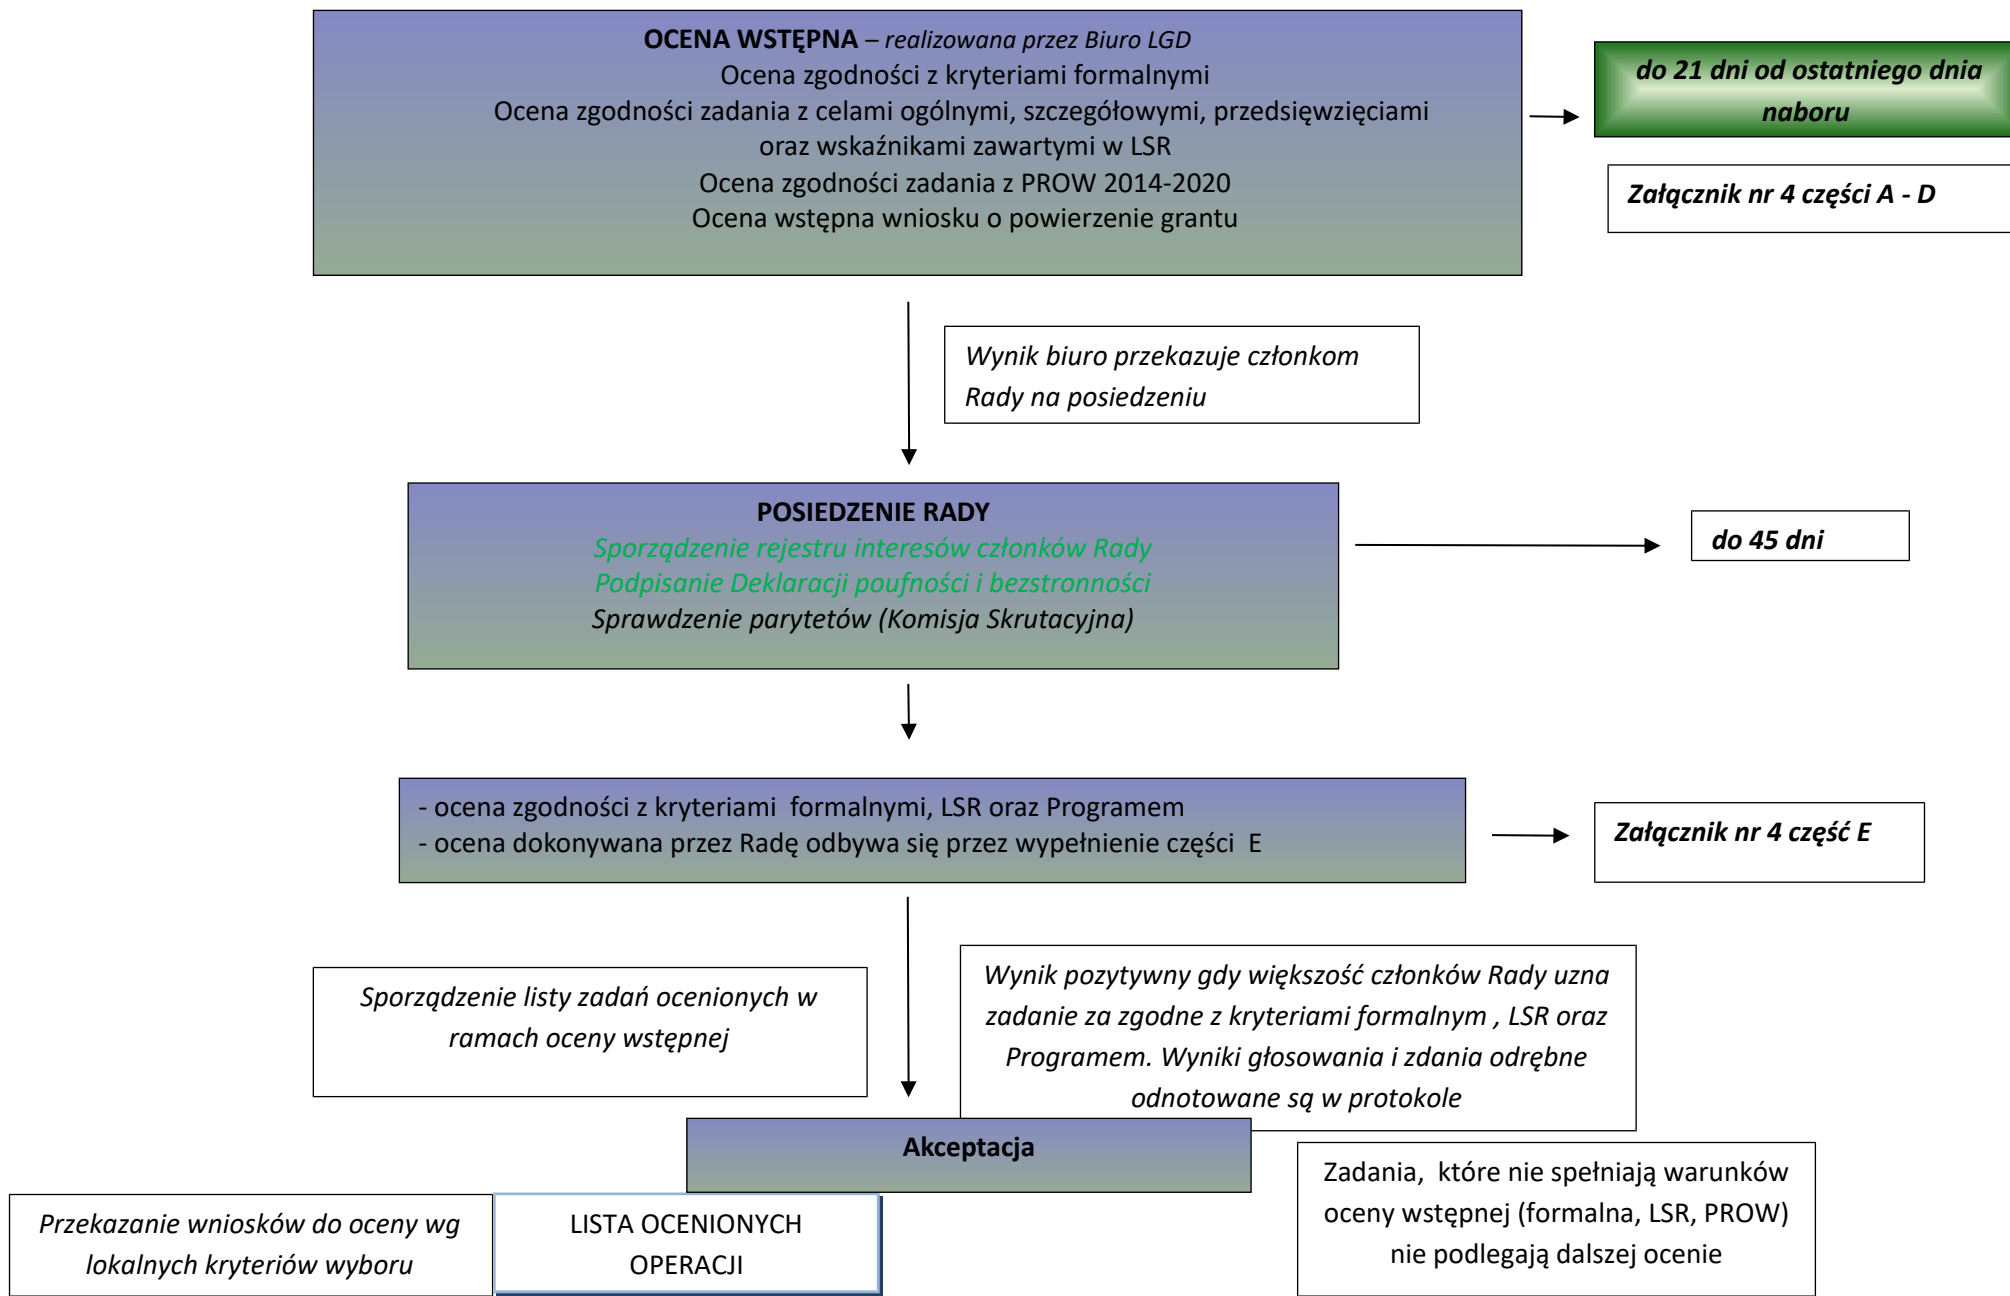 OCENA WSTĘPNA – realizowana przez Biuro LGD
Ocena zgodności z kryteriami formalnymi
Ocena zgodności zadania z celami ogólnymi, szczegółowymi, przedsięwzięciami
oraz wskaźnikami zawartymi w LSR
Ocena zgodności zadania z PROW 2014-2020
Ocena wstępna wniosku o powierzenie grantu
do 21 dni od ostatniego dnia
naboru
Załącznik nr 4 części A - D
Wynik biuro przekazuje członkom
Rady na posiedzeniu
POSIEDZENIE RADY
Sporządzenie rejestru interesów członków Rady
Podpisanie Deklaracji poufności i bezstronności
Sprawdzenie parytetów (Komisja Skrutacyjna)
do 45 dni
- ocena zgodności z kryteriami  formalnymi, LSR oraz Programem
- ocena dokonywana przez Radę odbywa się przez wypełnienie części  E
Załącznik nr 4 część E
Sporządzenie listy zadań ocenionych w
ramach oceny wstępnej
Wynik pozytywny gdy większość członków Rady uzna
zadanie za zgodne z kryteriami formalnym , LSR oraz
Programem. Wyniki głosowania i zdania odrębne
odnotowane są w protokole
Akceptacja
Przekazanie wniosków do oceny wg
lokalnych kryteriów wyboru
LISTA OCENIONYCH
OPERACJI
Zadania,  które nie spełniają warunków
oceny wstępnej (formalna, LSR, PROW)
nie podlegają dalszej ocenie